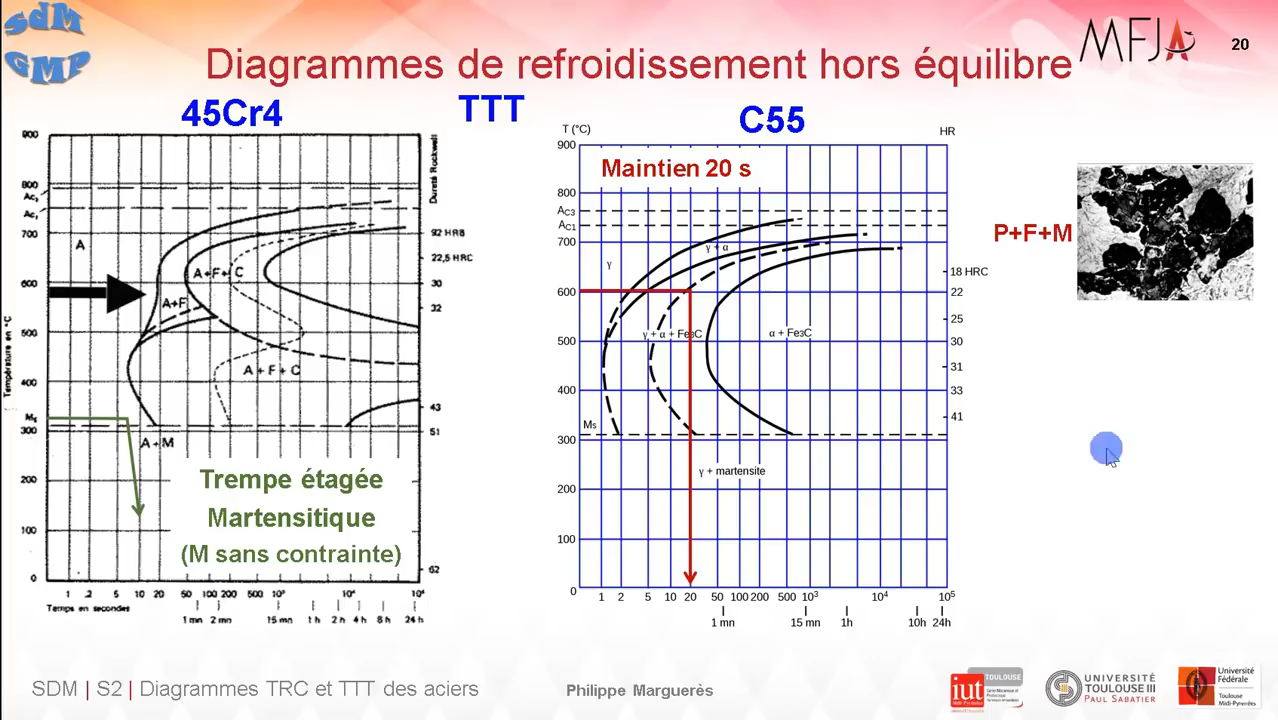 SdM
GMP
MFJA
20
Diagrammes de refroidissement hors équilibre
45Cr4
TTT
C55
900
800
Ac₃
Ac₁
700
600
500
400
Ms
300
200
100
0
Température en °C
A
A+F+C
A+F
A+F+C
A+M
Dureté Rockwell
92 HRB
22,5 HRC
30
32
43
51
62
Trempe étagée
Martensitique
(M sans contrainte)
1 2 5 10 20 50 100 200 500 10³ 10⁴
Temps en secondes
1 mn 2 mn 15 mn 1 h 2 h 4 h 8 h 24 h
T (°C)
HR
900
Maintien 20 s
800
AC3
AC1
700
γ
γ + α
600
500
γ + α + Fe3C
α + Fe3C
400
Ms
300
γ + martensite
200
100
0
18 HRC
22
25
30
31
33
41
1 2 5 10 20 50 100 200 500 10³ 10⁴ 10⁵
1 mn 15 mn 1h 10h 24h
P+F+M
SDM | S2 | Diagrammes TRC et TTT des aciers
Philippe Marguerès
iut
Midi-Pyrénées
TOULOUSE
UNIVERSITÉ
TOULOUSE III
PAUL SABATIER
Université
Fédérale
Toulouse
Midi-Pyrénées